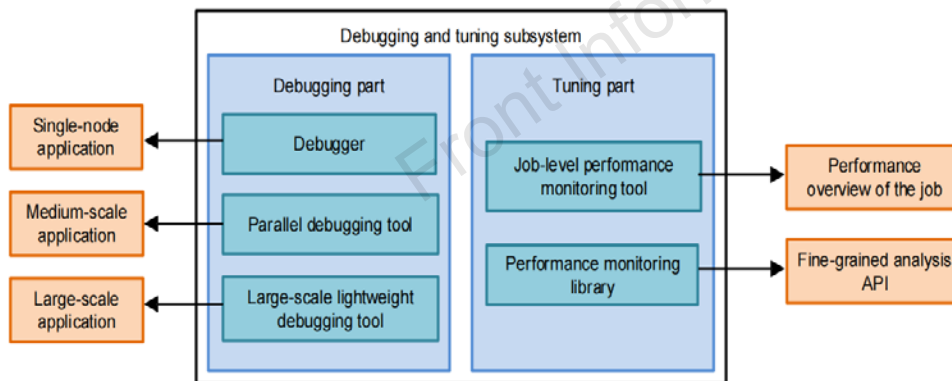 Debugging and tuning subsystem
Debugging part
Tuning part
Single-node
application
Debugger
Job-level performance
monitoring tool
Performance
overview of the job
Medium-scale
application
Parallel debugging tool
Performance monitoring
library
Fine-grained analysis
API
Large-scale
application
Large-scale lightweight
debugging tool
Front Infor